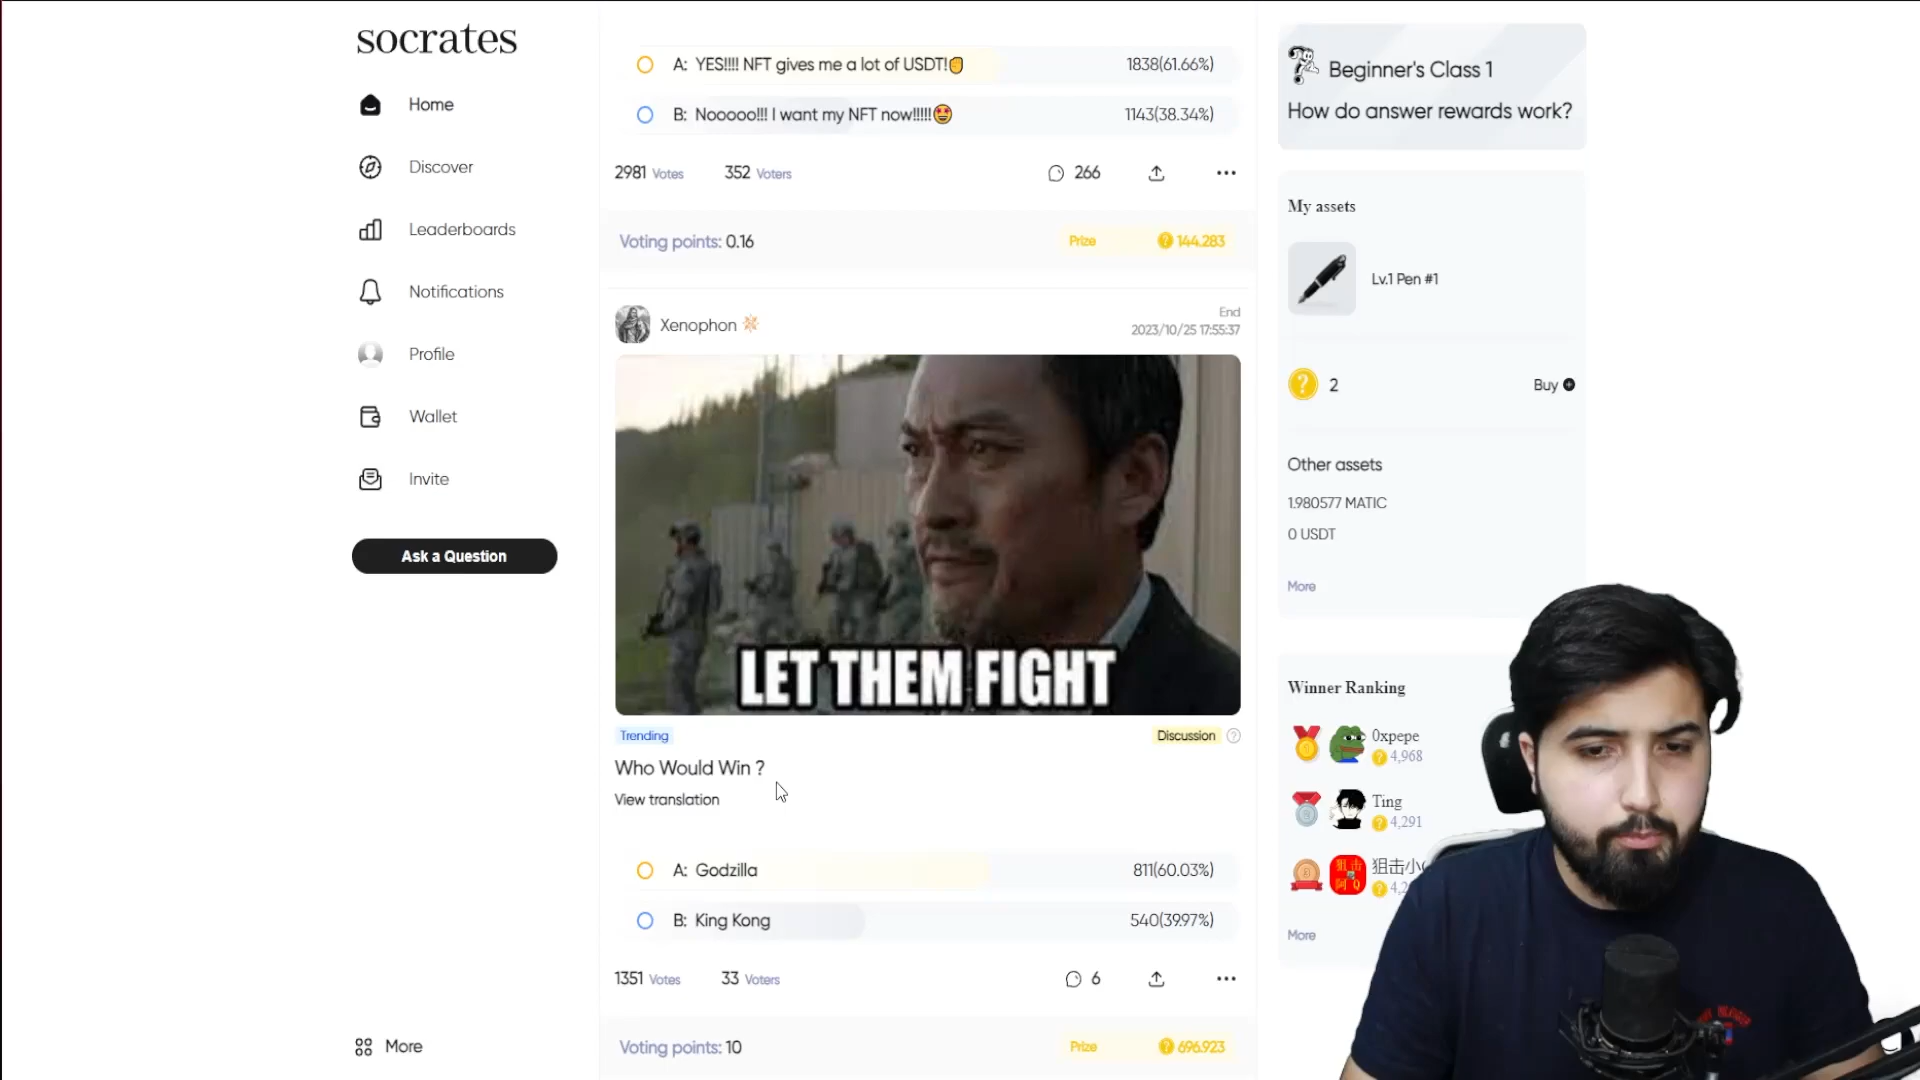 socrates
Home
Discover
Leaderboards
Notifications
Profile
Wallet
Invite
Ask a Question
More
A: YES!!!! NFT gives me a lot of USDT!✊ 1838(61.66%)
B: Nooooo!!! I want my NFT now!!!!!🤩 1143(38.34%)
2981 Votes 352 Voters 266
Voting points: 0.16 Prize 144.283
Xenophon
End
2023/10/25 17:55:37
LET THEM FIGHT
Trending Discussion
Who Would Win ?
View translation
A: Godzilla 811(60.03%)
B: King Kong 540(39.97%)
1351 Votes 33 Voters 6
Voting points: 10 Prize 696.923
Beginner's Class 1
How do answer rewards work?
My assets
Lv.1 Pen #1
2 Buy
Other assets
1.980577 MATIC
0 USDT
More
Winner Ranking
0xpepe
4,968
Ting
4,291
狙击小
More